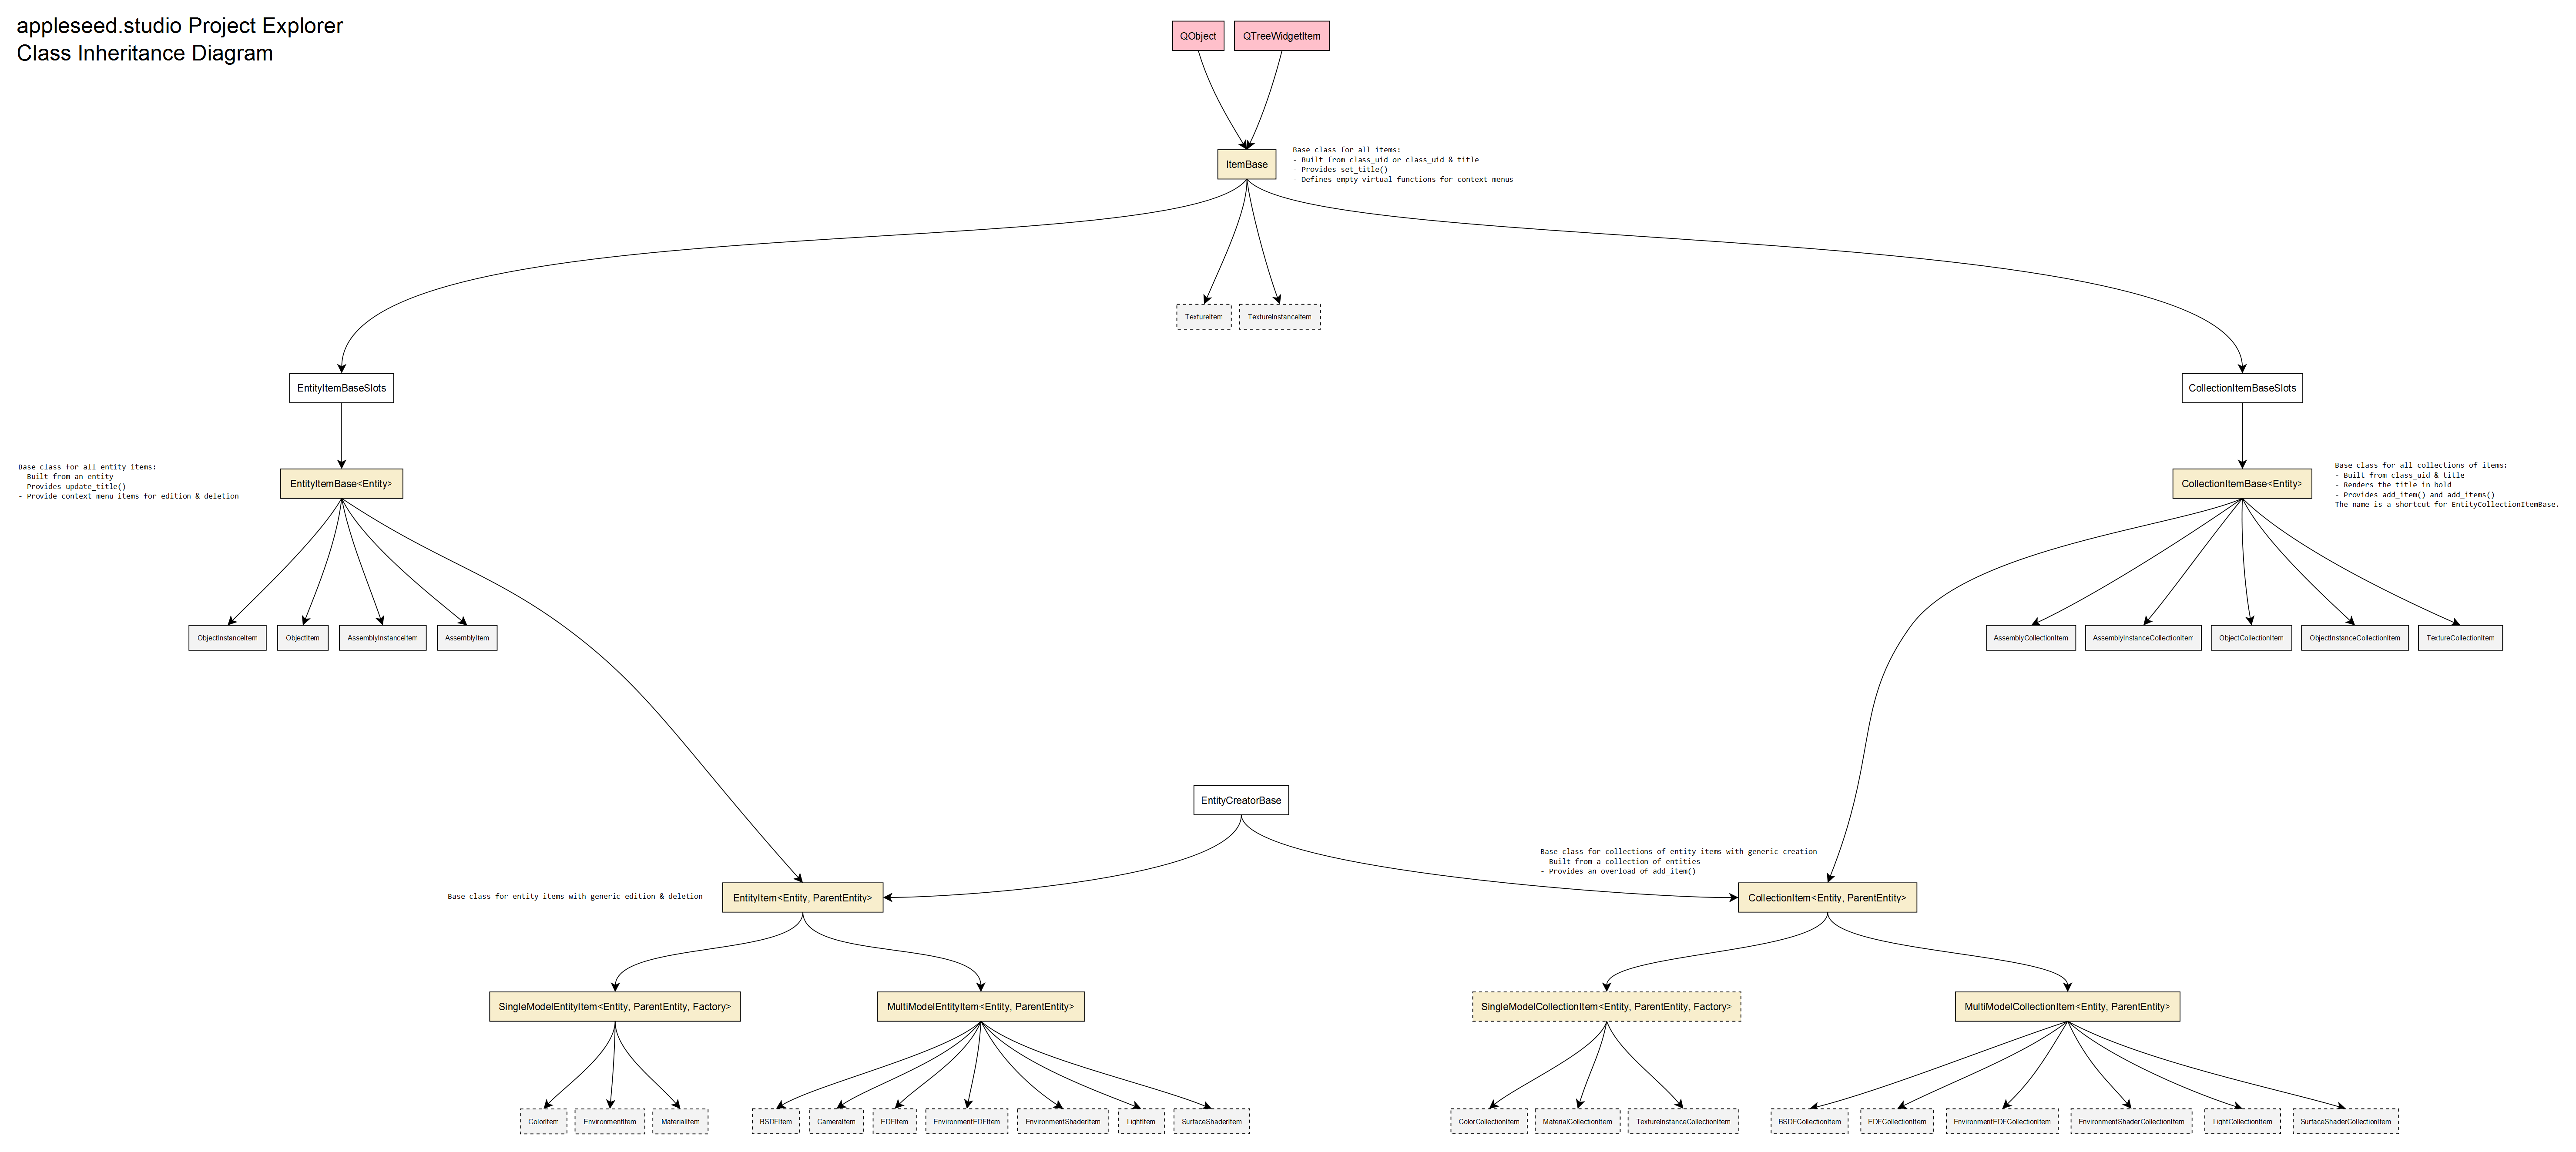 appleseed.studio Project Explorer
Class Inheritance Diagram
QObject
QTreeWidgetItem
ItemBase
Base class for all items:
- Built from class_uid or class_uid & title
- Provides set_title()
- Defines empty virtual functions for context menus
TextureItem
TextureInstanceItem
EntityItemBaseSlots
CollectionItemBaseSlots
Base class for all entity items:
- Built from an entity
- Provides update_title()
- Provide context menu items for edition & deletion
EntityItemBase<Entity>
CollectionItemBase<Entity>
Base class for all collections of items:
- Built from class_uid & title
- Renders the title in bold
- Provides add_item() and add_items()
The name is a shortcut for EntityCollectionItemBase.
ObjectInstanceItem
ObjectItem
AssemblyInstanceItem
AssemblyItem
AssemblyCollectionItem
AssemblyInstanceCollectionItem
ObjectCollectionItem
ObjectInstanceCollectionItem
TextureCollectionItem
EntityCreatorBase
Base class for collections of entity items with generic creation
- Built from a collection of entities
- Provides an overload of add_item()
Base class for entity items with generic edition & deletion
EntityItem<Entity, ParentEntity>
CollectionItem<Entity, ParentEntity>
SingleModelEntityItem<Entity, ParentEntity, Factory>
MultiModelEntityItem<Entity, ParentEntity>
SingleModelCollectionItem<Entity, ParentEntity, Factory>
MultiModelCollectionItem<Entity, ParentEntity>
ColorItem
EnvironmentItem
MaterialItem
BSDFItem
CameraItem
EDFItem
EnvironmentEDFItem
EnvironmentShaderItem
LightItem
SurfaceShaderItem
ColorCollectionItem
MaterialCollectionItem
TextureInstanceCollectionItem
BSDFCollectionItem
EDFCollectionItem
EnvironmentEDFCollectionItem
EnvironmentShaderCollectionItem
LightCollectionItem
SurfaceShaderCollectionItem